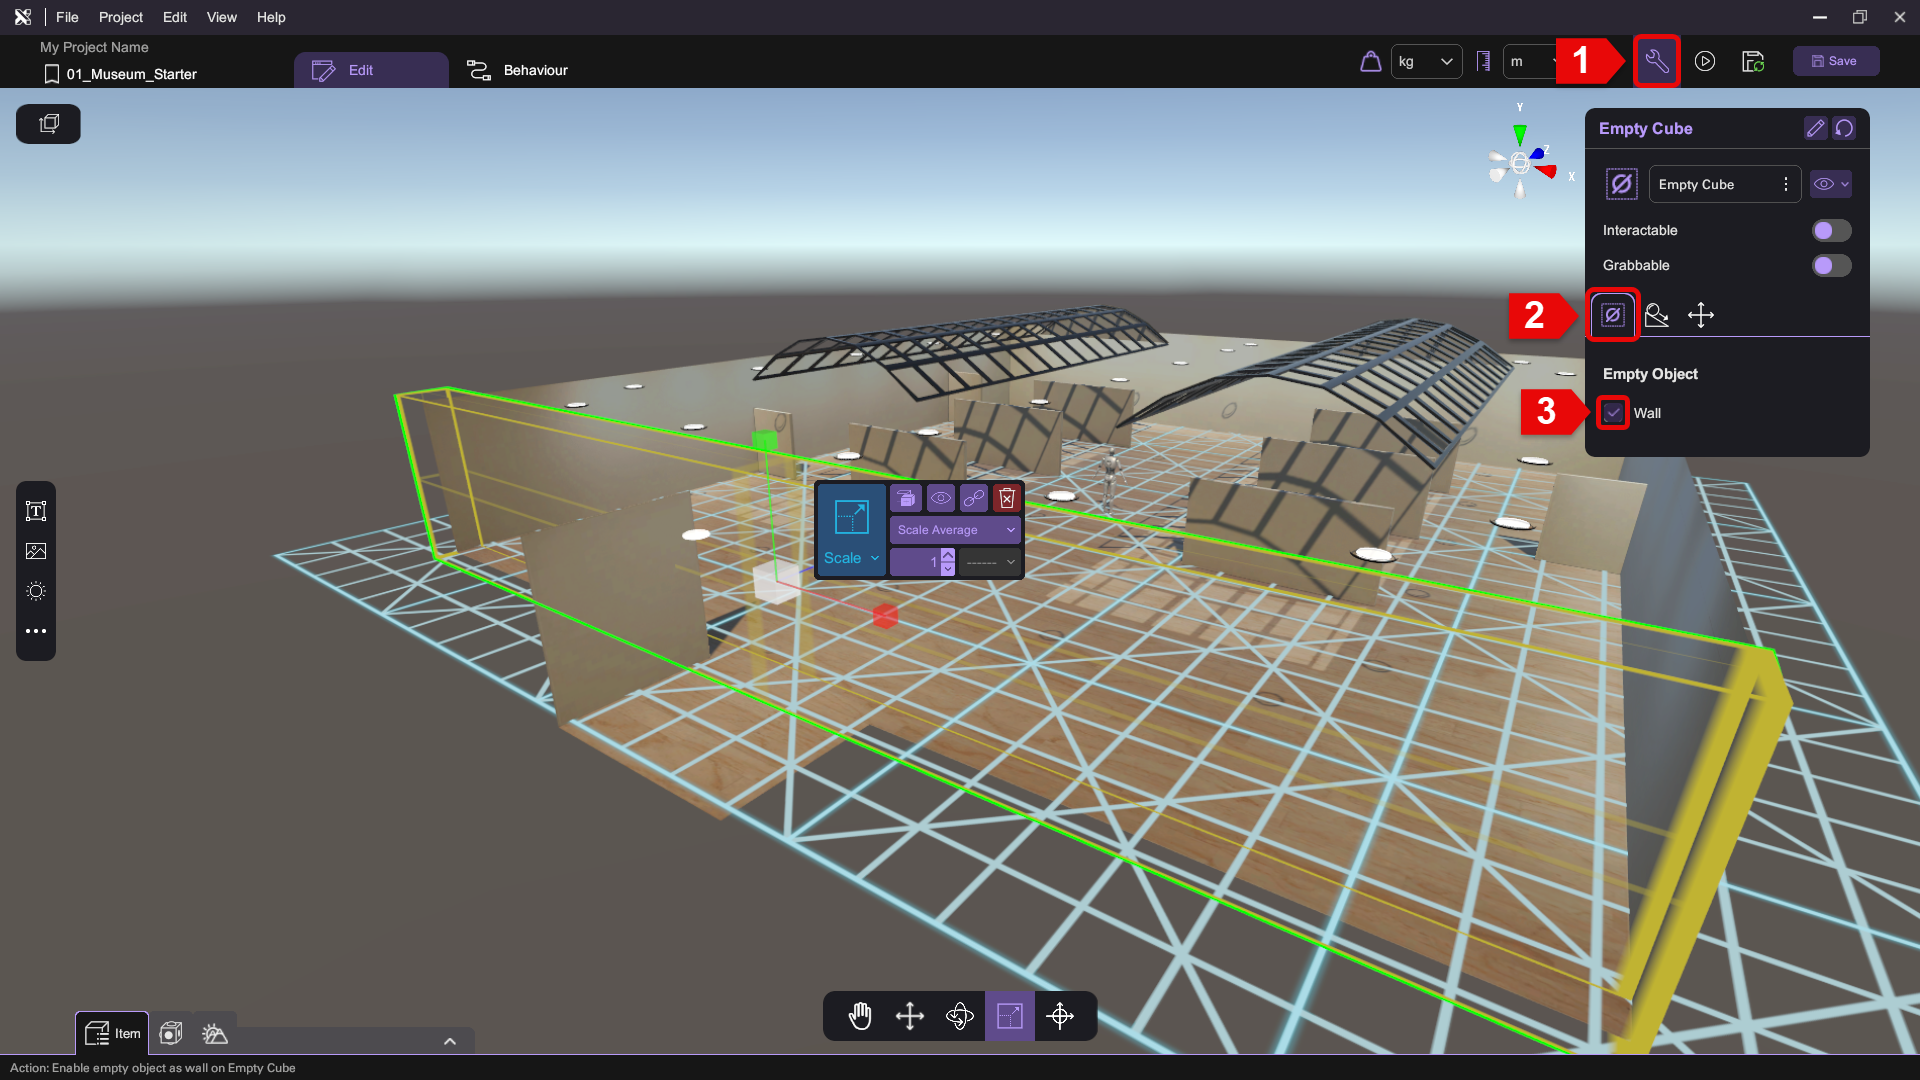 File Project Edit View Help
My Project Name
01_Museum_Starter
Edit
Behaviour
kg
m
1
Save
Y
Z
X
Empty Cube
Empty Cube
Interactable
Grabbable
2
Empty Object
3
Wall
T
Scale Average
Scale
1
------
Item
Action: Enable empty object as wall on Empty Cube